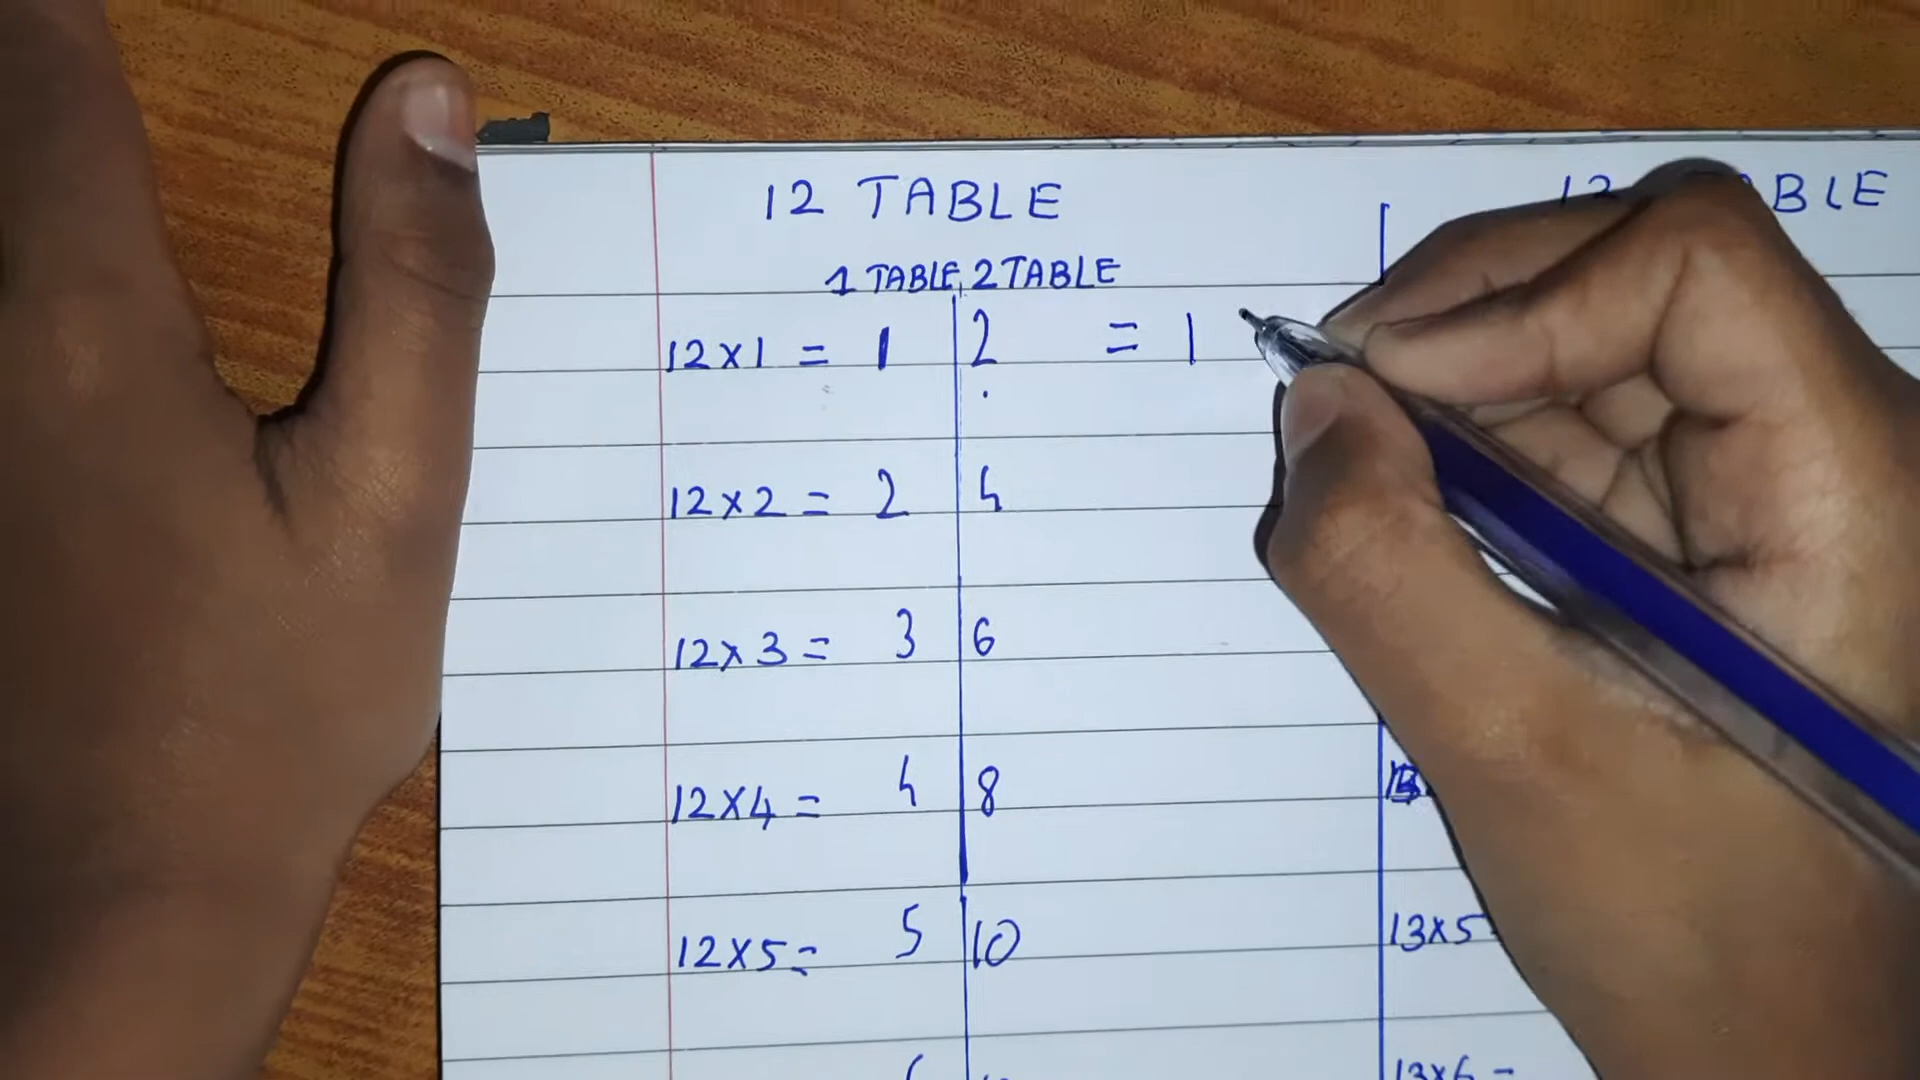 12 TABLE
1 TABLE, 2 TABLE
12x1 = 1 2 = 1
12x2 = 2 4
12x3 = 3 6
12x4 = 4 8
12x5= 5 10
BLE
13x5
13x6 -